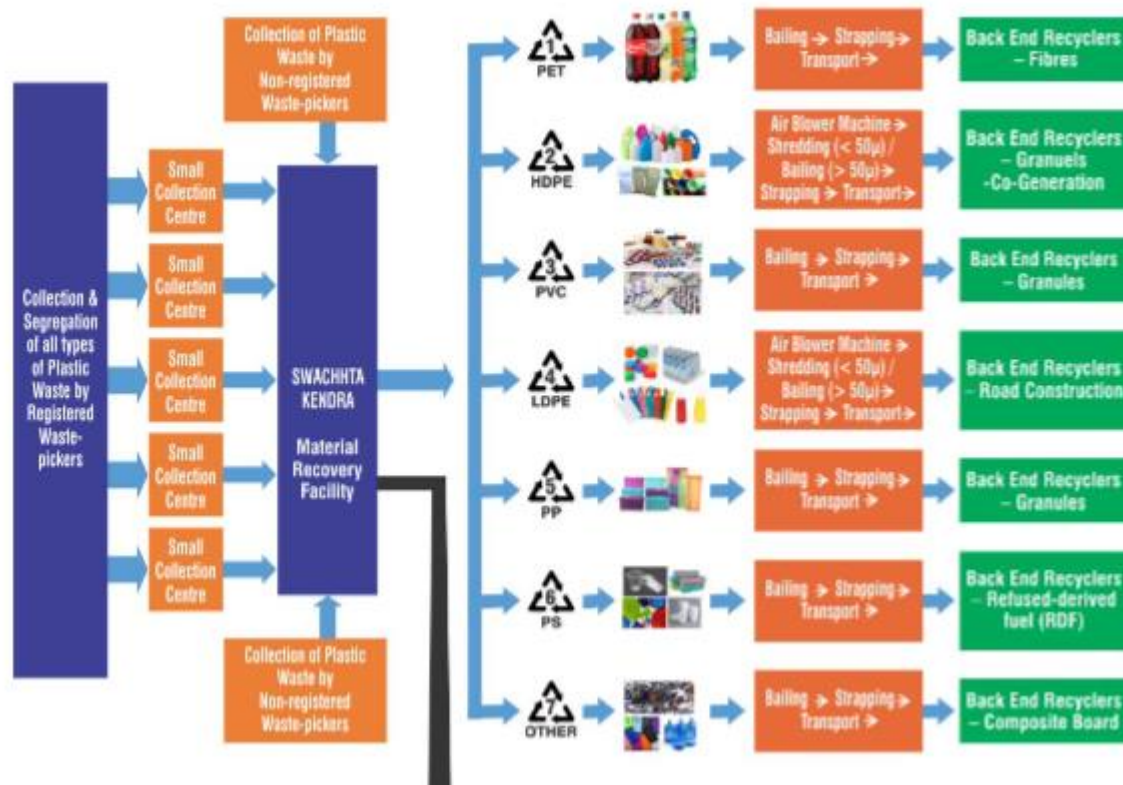 Collection &
Segregation
of all types
of Plastic
Waste by
Registered
Waste-
pickers
Small
Collection
Centre
Small
Collection
Centre
Small
Collection
Centre
Small
Collection
Centre
Small
Collection
Centre
Collection of Plastic
Waste by
Non-registered
Waste-pickers
SWACHHTA
KENDRA
Material
Recovery
Facility
Collection of Plastic
Waste by
Non-registered
Waste-pickers
1
PET
Bailing → Strapping→
Transport →
Back End Recyclers
– Fibres
2
HDPE
Air Blower Machine →
Shredding (< 50µ) /
Bailing (> 50µ)→
Strapping → Transport→
Back End Recyclers
– Granuels
-Co-Generation
3
PVC
Bailing → Strapping→
Transport →
Back End Recyclers
– Granules
4
LDPE
Air Blower Machine →
Shredding (< 50µ) /
Bailing (> 50µ)→
Strapping → Transport→
Back End Recyclers
– Road Construction
5
PP
Bailing → Strapping→
Transport →
Back End Recyclers
– Granules
6
PS
Bailing → Strapping→
Transport →
Back End Recyclers
– Refused-derived
fuel (RDF)
7
OTHER
Bailing → Strapping→
Transport →
Back End Recyclers
– Composite Board